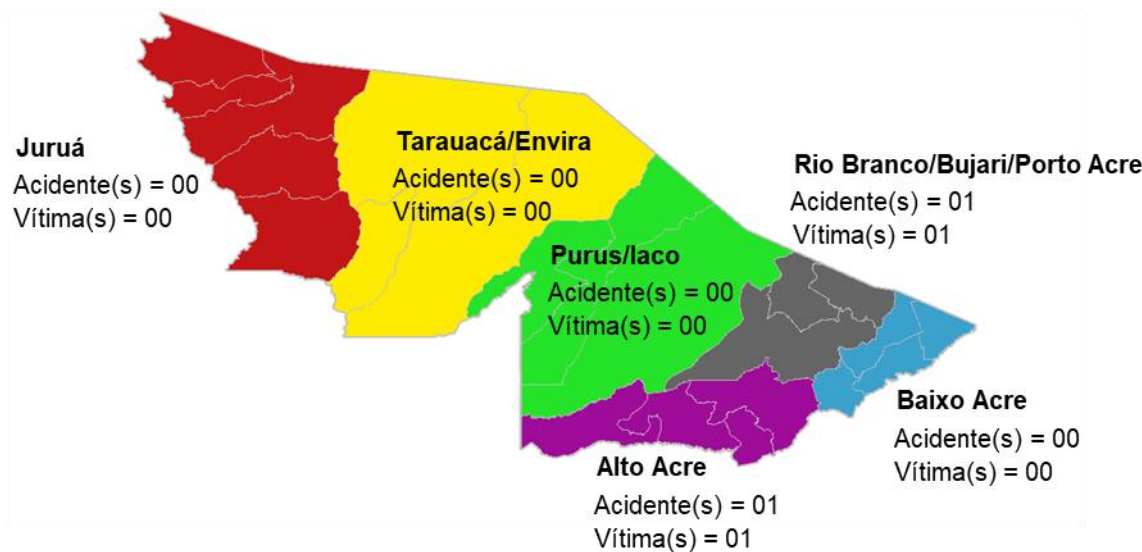 Juruá
Acidente(s) = 00
Vítima(s) = 00
Tarauacá/Envira
Acidente(s) = 00
Vítima(s) = 00
Rio Branco/Bujari/Porto Acre
Acidente(s) = 01
Vítima(s) = 01
Purus/Iaco
Acidente(s) = 00
Vítima(s) = 00
Baixo Acre
Acidente(s) = 00
Vítima(s) = 00
Alto Acre
Acidente(s) = 01
Vítima(s) = 01